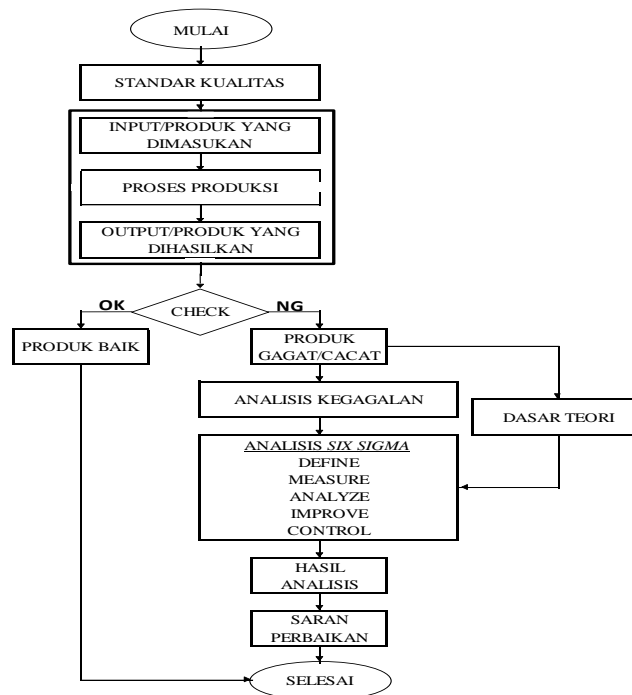 MULAI
STANDAR KUALITAS
INPUT/PRODUK YANG
DIMASUKAN
PROSES PRODUKSI
OUTPUT/PRODUK YANG
DIHASILKAN
OK
CHECK
NG
PRODUK BAIK
PRODUK
GAGAT/CACAT
ANALISIS KEGAGALAN
DASAR TEORI
ANALISIS SIX SIGMA
DEFINE
MEASURE
ANALYZE
IMPROVE
CONTROL
HASIL
ANALISIS
SARAN
PERBAIKAN
SELESAI